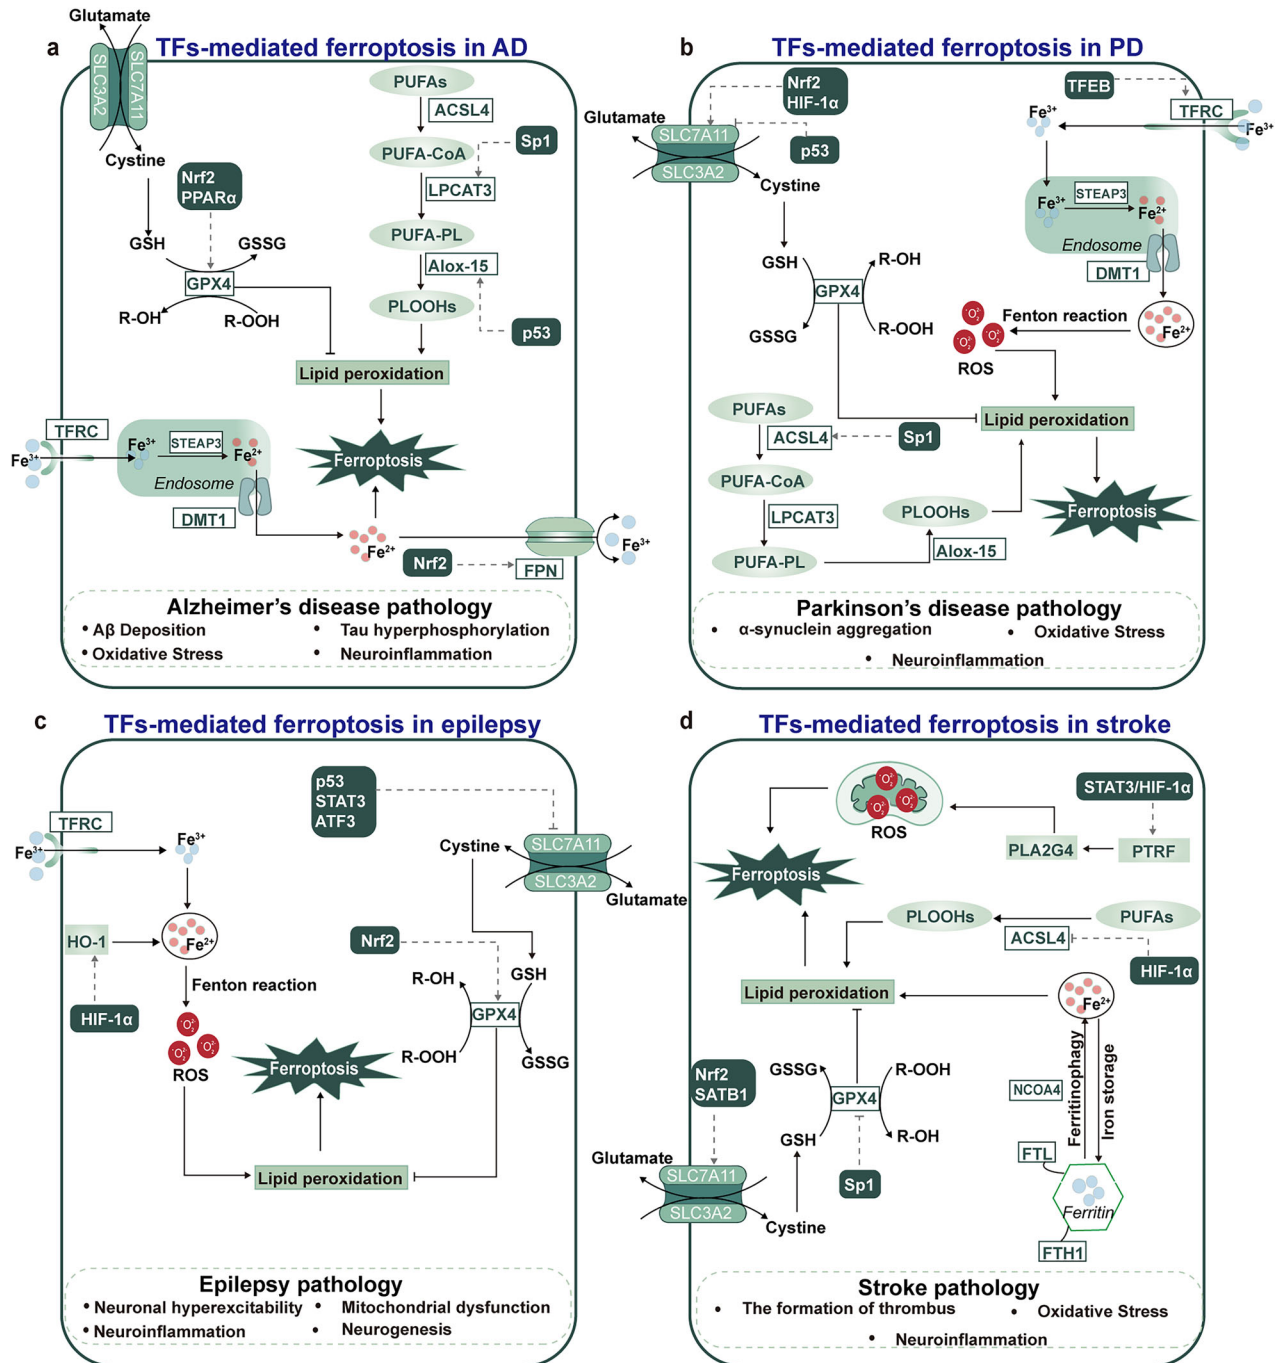 a
TFs-mediated ferroptosis in AD
Glutamate
SLC3A2
SLC7A11
Cystine
PUFAs
ACSL4
PUFA-CoA
Sp1
LPCAT3
PUFA-PL
Alox-15
PLOOHs
p53
Nrf2
PPARα
GSH
GSSG
GPX4
R-OH
R-OOH
Lipid peroxidation
Ferroptosis
TFRC
Fe3+
Fe3+
STEAP3
Fe2+
Endosome
DMT1
Fe2+
Nrf2
FPN
Fe3+
Alzheimer's disease pathology
• Aβ Deposition
• Tau hyperphosphorylation
• Oxidative Stress
• Neuroinflammation
b
TFs-mediated ferroptosis in PD
Nrf2
HIF-1α
Glutamate
SLC7A11
SLC3A2
p53
Cystine
TFEB
TFRC
Fe3+
Fe3+
Fe3+
STEAP3
Fe2+
Endosome
DMT1
Fe2+
Fenton reaction
·O2-
·O2-
·O2-
ROS
GSH
R-OH
GPX4
GSSG
R-OOH
PUFAs
ACSL4
Sp1
Lipid peroxidation
PUFA-CoA
LPCAT3
PLOOHs
Ferroptosis
Alox-15
PUFA-PL
Parkinson's disease pathology
• α-synuclein aggregation
• Oxidative Stress
• Neuroinflammation
c
TFs-mediated ferroptosis in epilepsy
p53
STAT3
ATF3
TFRC
Fe3+
Fe3+
Cystine
SLC7A11
SLC3A2
Glutamate
HO-1
Fe2+
Nrf2
HIF-1α
Fenton reaction
·O2-
·O2-
·O2-
ROS
R-OH
GSH
GPX4
R-OOH
GSSG
Ferroptosis
Lipid peroxidation
Epilepsy pathology
• Neuronal hyperexcitability
• Mitochondrial dysfunction
• Neuroinflammation
• Neurogenesis
d
TFs-mediated ferroptosis in stroke
·O2-
·O2-
·O2-
ROS
STAT3/HIF-1α
PLA2G4
PTRF
Ferroptosis
PLOOHs
PUFAs
ACSL4
HIF-1α
Lipid peroxidation
Fe2+
Nrf2
SATB1
GSSG
R-OOH
GPX4
NCOA4
Ferritinophagy
Iron storage
GSH
R-OH
Glutamate
SLC7A11
SLC3A2
Sp1
Cystine
FTL
Ferritin
FTH1
Stroke pathology
• The formation of thrombus
• Oxidative Stress
• Neuroinflammation